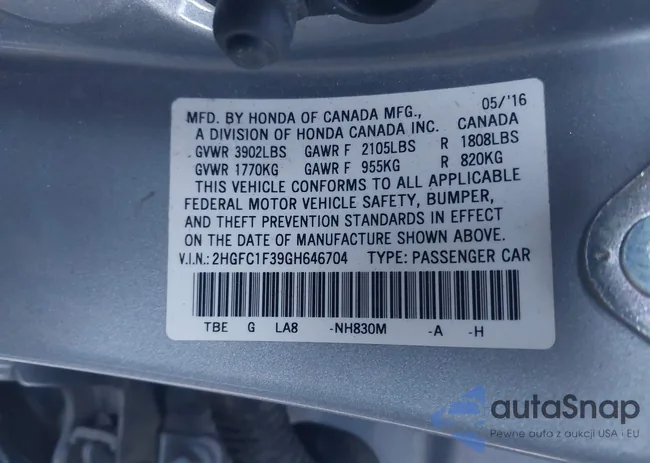 MFD. BY HONDA OF CANADA MFG., 05/'16
A DIVISION OF HONDA CANADA INC. CANADA
GVWR 3902LBS GAWR F 2105LBS R 1808LBS
GVWR 1770KG GAWR F 955KG R 820KG
THIS VEHICLE CONFORMS TO ALL APPLICABLE
FEDERAL MOTOR VEHICLE SAFETY, BUMPER,
AND THEFT PREVENTION STANDARDS IN EFFECT
ON THE DATE OF MANUFACTURE SHOWN ABOVE.
V.I.N.: 2HGFC1F39GH646704 TYPE: PASSENGER CAR
TBE G LA8 -NH830M -A -H
autaSnap
Pewne auta z aukcji USA i EU